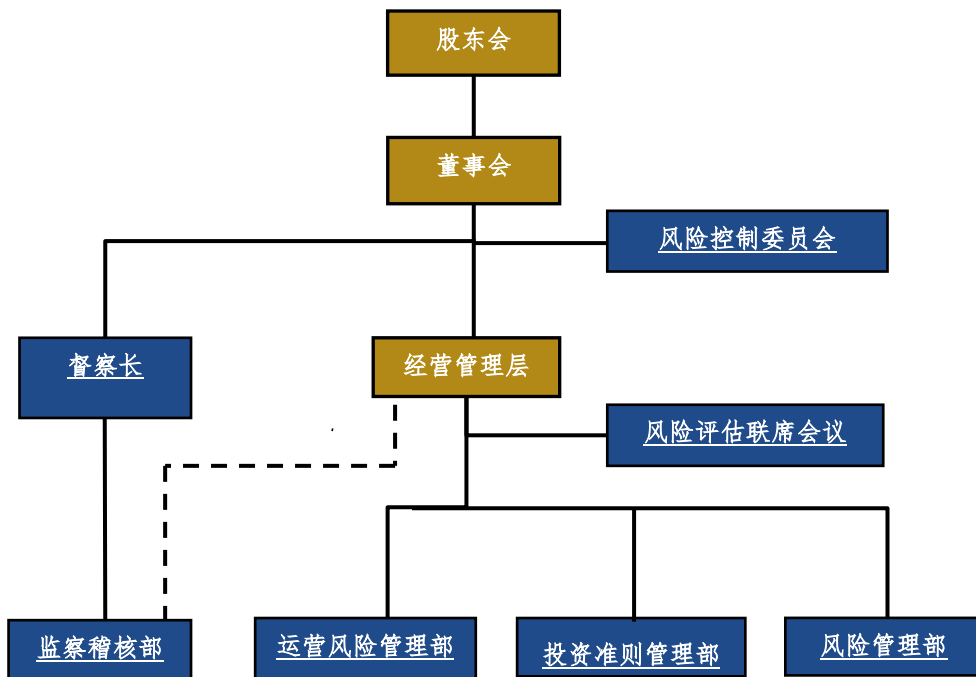 股东会
董事会
风险控制委员会
督察长
经营管理层
风险评估联席会议
监察稽核部
运营风险管理部
投资准则管理部
风险管理部